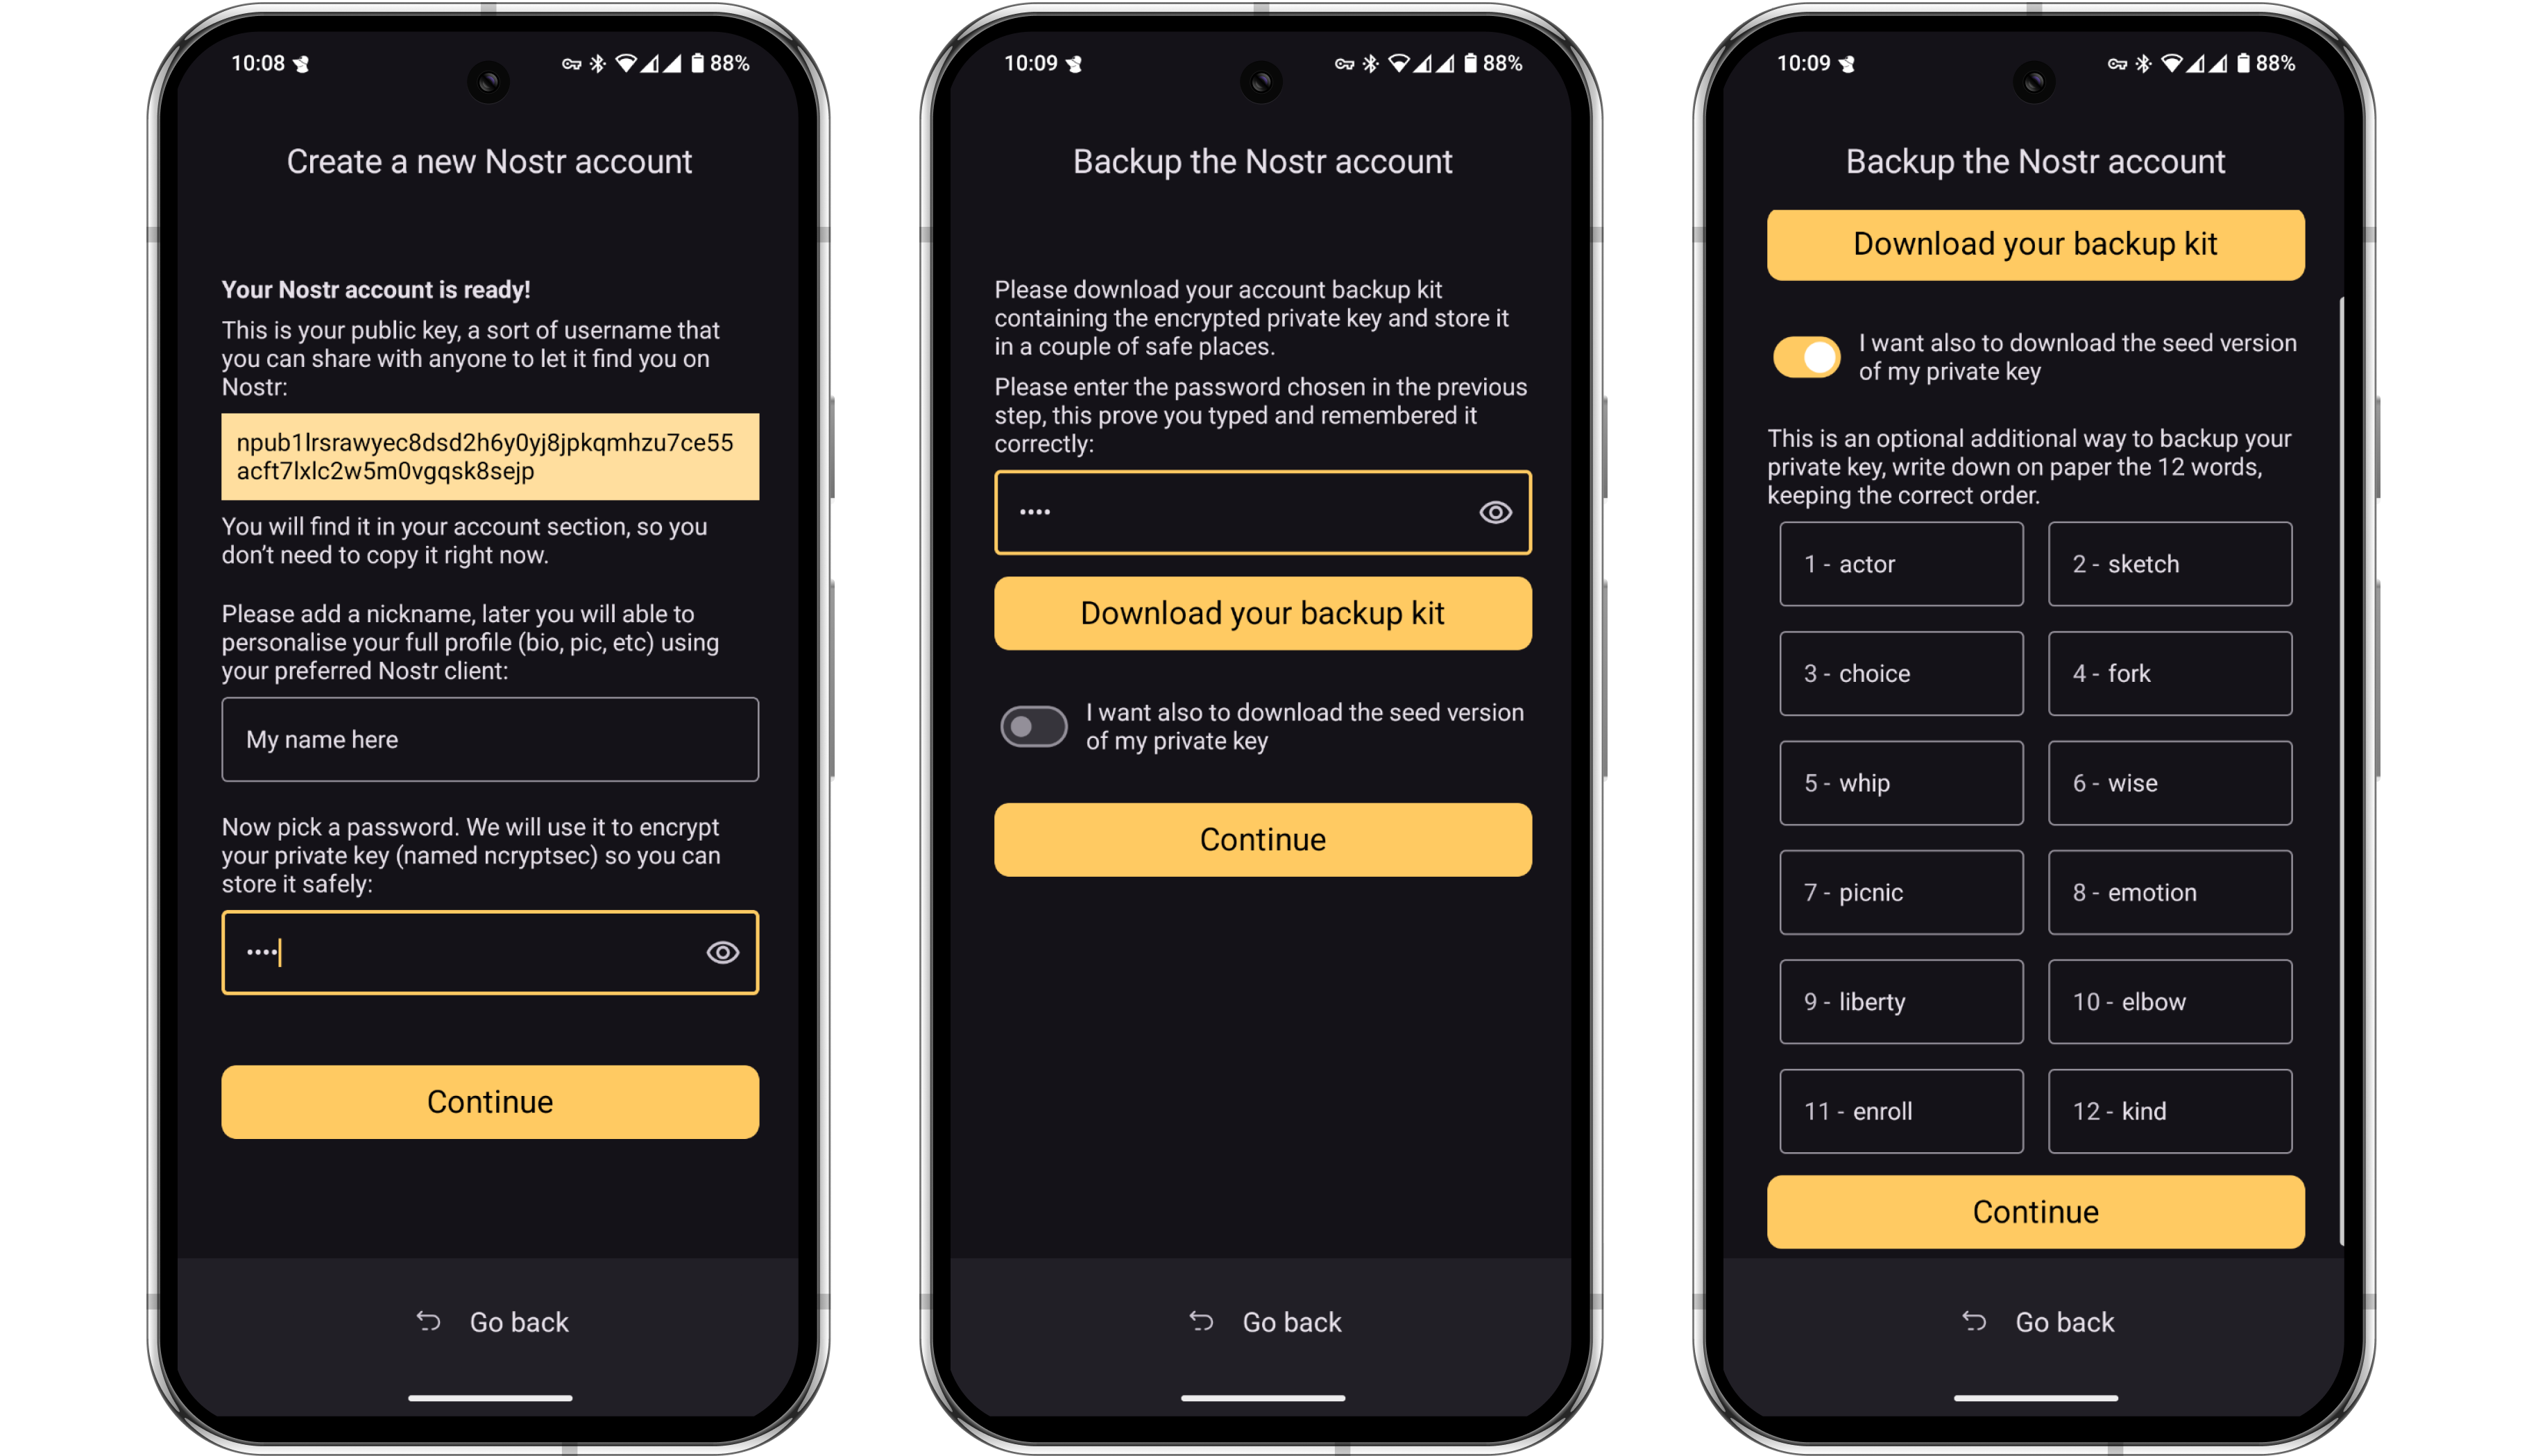 10:08 88%
Create a new Nostr account
Your Nostr account is ready!
This is your public key, a sort of username that
you can share with anyone to let it find you on
Nostr:
npub1lrsrawyec8dsd2h6y0yj8jpkqmhzu7ce55
acft7lxlc2w5m0vgqsk8sejp
You will find it in your account section, so you
don't need to copy it right now.
Please add a nickname, later you will able to
personalise your full profile (bio, pic, etc) using
your preferred Nostr client:
My name here
Now pick a password. We will use it to encrypt
your private key (named ncryptsec) so you can
store it safely:
••••
Continue
Go back
10:09 88%
Backup the Nostr account
Please download your account backup kit
containing the encrypted private key and store it
in a couple of safe places.
Please enter the password chosen in the previous
step, this prove you typed and remembered it
correctly:
••••
Download your backup kit
I want also to download the seed version
of my private key
Continue
Go back
10:09 88%
Backup the Nostr account
Download your backup kit
I want also to download the seed version
of my private key
This is an optional additional way to backup your
private key, write down on paper the 12 words,
keeping the correct order.
1 - actor
2 - sketch
3 - choice
4 - fork
5 - whip
6 - wise
7 - picnic
8 - emotion
9 - liberty
10 - elbow
11 - enroll
12 - kind
Continue
Go back